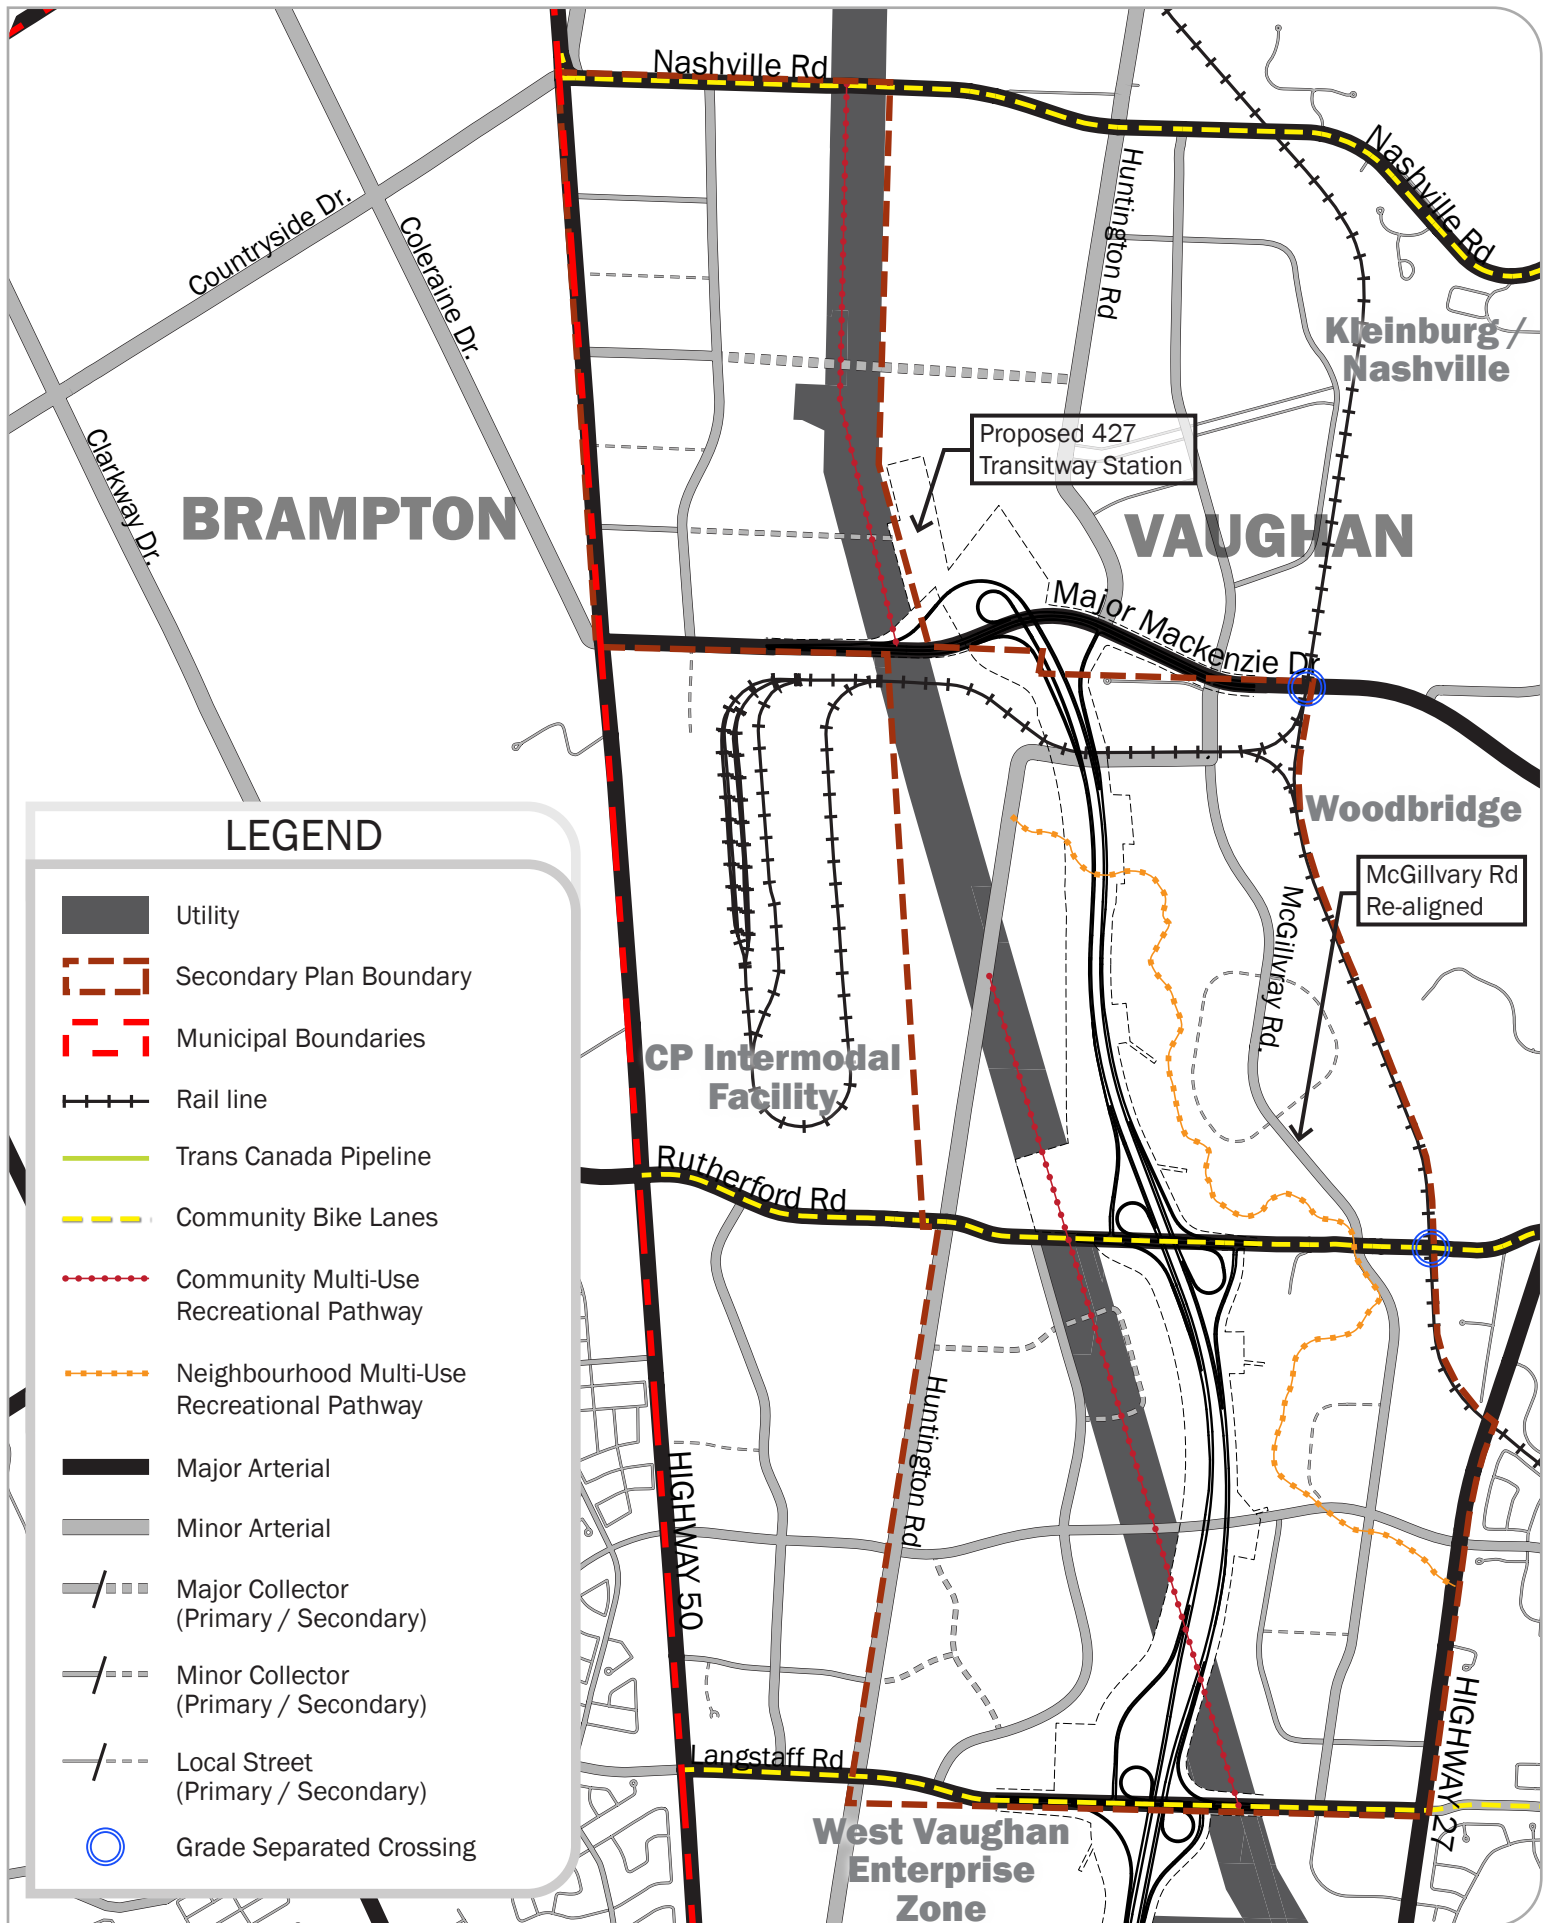 Nashville Rd
Nashville Rd
Huntington Rd
Countryside Dr.
Coleraine Dr.
Kleinburg /
Nashville
Clarkway Dr.
Proposed 427
Transitway Station
BRAMPTON
VAUGHAN
Major Mackenzie Dr
Woodbridge
McGillvary Rd
Re-aligned
McGillvray Rd.
CP Intermodal
Facility
Rutherford Rd
Huntington Rd
HIGHWAY 50
HIGHWAY 27
Langstaff Rd
West Vaughan
Enterprise
Zone
LEGEND
Utility
Secondary Plan Boundary
Municipal Boundaries
Rail line
Trans Canada Pipeline
Community Bike Lanes
Community Multi-Use
Recreational Pathway
Neighbourhood Multi-Use
Recreational Pathway
Major Arterial
Minor Arterial
Major Collector
(Primary / Secondary)
Minor Collector
(Primary / Secondary)
Local Street
(Primary / Secondary)
Grade Separated Crossing